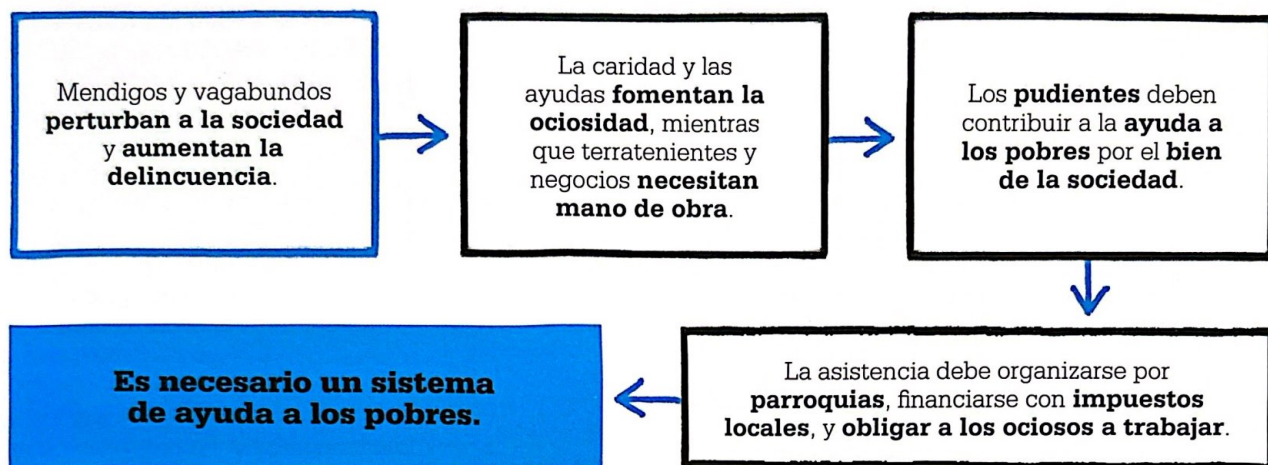 Mendigos y vagabundos
perturban a la sociedad
y aumentan la
delincuencia.
La caridad y las
ayudas fomentan la
ociosidad, mientras
que terratenientes y
negocios necesitan
mano de obra.
Los pudientes deben
contribuir a la ayuda a
los pobres por el bien
de la sociedad.
La asistencia debe organizarse por
parroquias, financiarse con impuestos
locales, y obligar a los ociosos a trabajar.
Es necesario un sistema
de ayuda a los pobres.